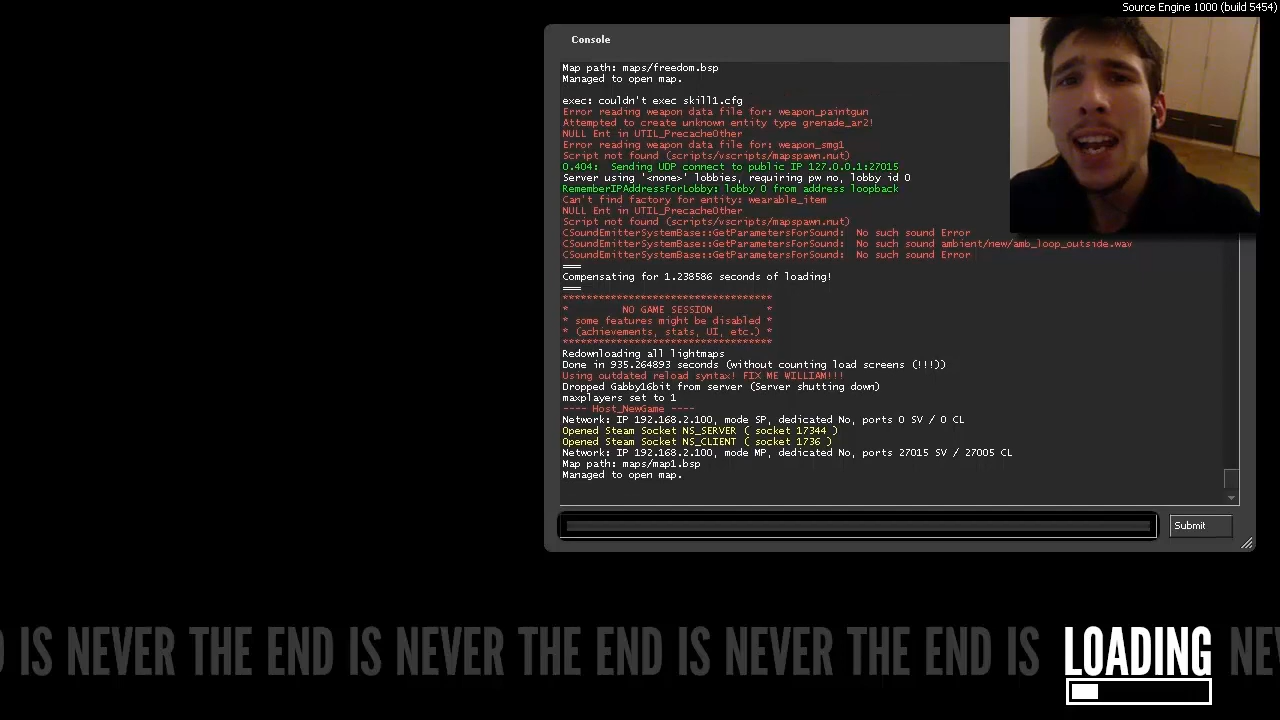 Source Engine 1000 (build 5454)
Console
Map path: maps/freedom.bsp
Managed to open map.
exec: couldn't exec skill1.cfg
Error reading weapon data file for: weapon_paintgun
Attempted to create unknown entity type grenade_ar2!
NULL Ent in UTIL_PrecacheOther
Error reading weapon data file for: weapon_smg1
Script not found (scripts/vscripts/mapspawn.nut)
0.404:  Sending UDP connect to public IP 127.0.0.1:27015
Server using '<none>' lobbies, requiring pw no, lobby id 0
RememberIPAddressForLobby: lobby 0 from address loopback
Can't find factory for entity: wearable_item
NULL Ent in UTIL_PrecacheOther
Script not found (scripts/vscripts/mapspawn.nut)
CSoundEmitterSystemBase::GetParametersForSound:  No such sound Error
CSoundEmitterSystemBase::GetParametersForSound:  No such sound ambient/new/amb_loop_outside.wav
CSoundEmitterSystemBase::GetParametersForSound:  No such sound Error
===
Compensating for 1.238586 seconds of loading!
===
***********************************
*         NO GAME SESSION         *
* some features might be disabled *
* (achievements, stats, UI, etc.) *
***********************************
Redownloading all lightmaps
Done in 935.264893 seconds (without counting load screens (!!!))
Using outdated reload syntax! FIX ME WILLIAM!!!
Dropped Gabby16bit from server (Server shutting down)
maxplayers set to 1
---- Host_NewGame ----
Network: IP 192.168.2.100, mode SP, dedicated No, ports 0 SV / 0 CL
Opened Steam Socket NS_SERVER ( socket 17344 )
Opened Steam Socket NS_CLIENT ( socket 1736 )
Network: IP 192.168.2.100, mode MP, dedicated No, ports 27015 SV / 27005 CL
Map path: maps/map1.bsp
Managed to open map.
Submit
D IS NEVER THE END IS NEVER THE END IS NEVER THE END IS LOADING NEV